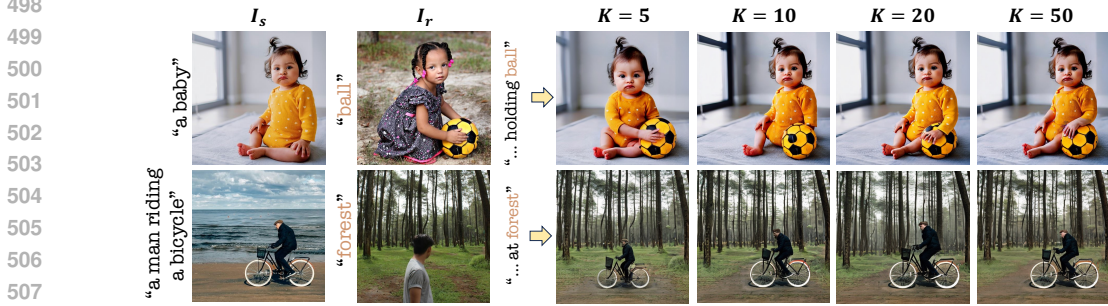 498
499
500
501
502
503
504
505
506
507
I_s
I_r
K = 5
K = 10
K = 20
K = 50
“a baby”
“ball”
“... holding ball”
“a man riding
a bicycle”
“forest”
“... at forest”